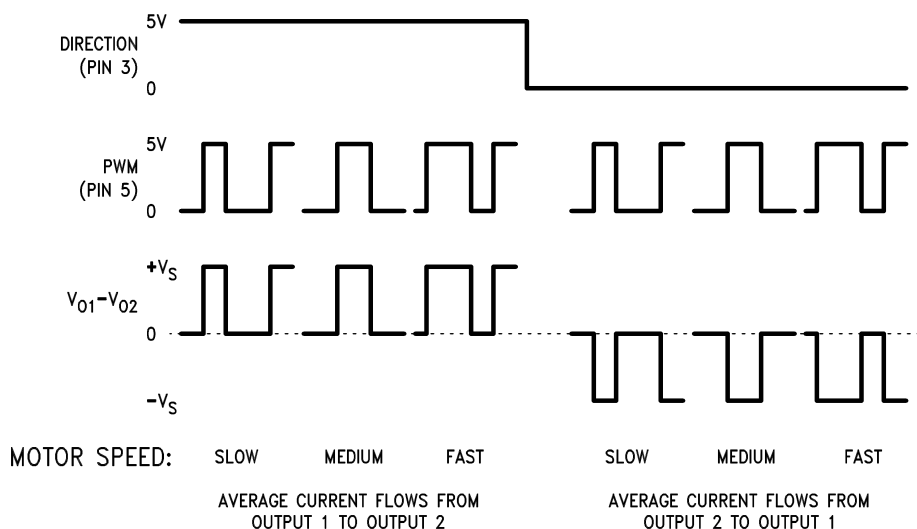 5V
DIRECTION
(PIN 3)
0
5V
PWM
(PIN 5)
0
+VS
VO1–VO2
0
–VS
MOTOR SPEED: SLOW MEDIUM FAST SLOW MEDIUM FAST
AVERAGE CURRENT FLOWS FROM
OUTPUT 1 TO OUTPUT 2
AVERAGE CURRENT FLOWS FROM
OUTPUT 2 TO OUTPUT 1